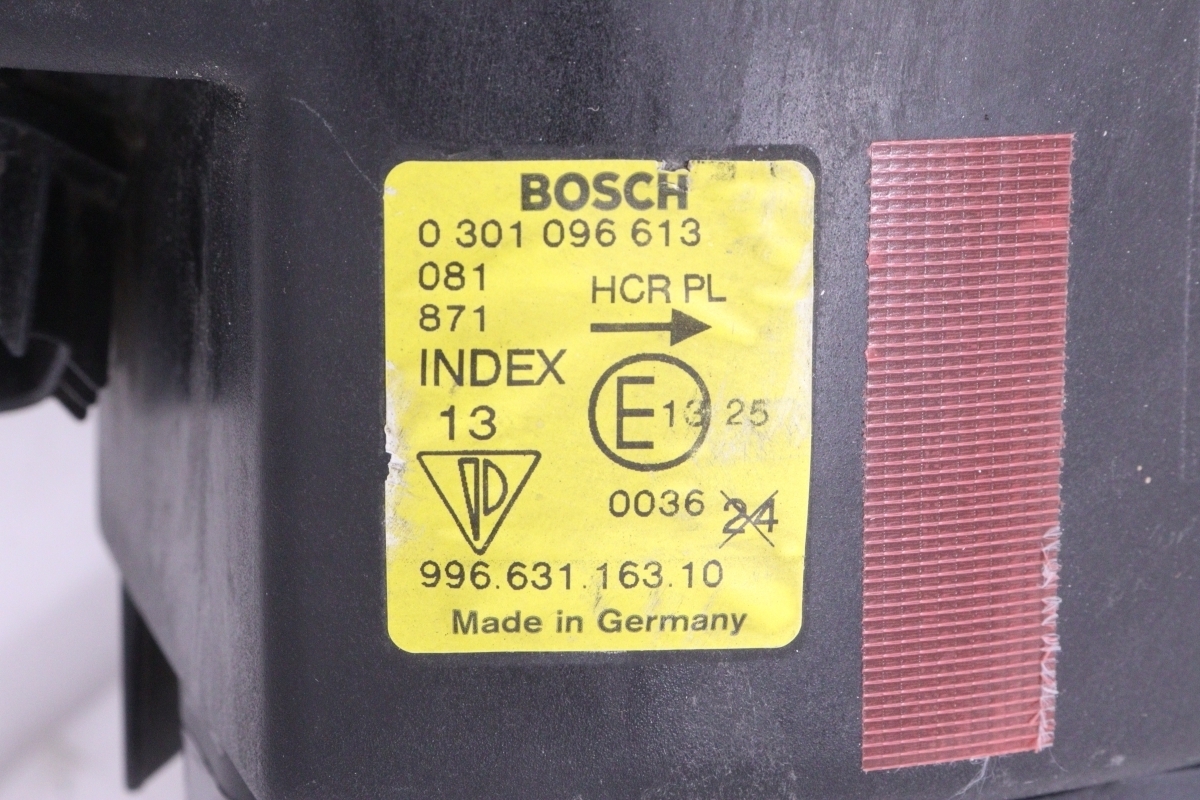 BOSCH
0 301 096 613
081
HCR PL
871
INDEX
E 13 25
13
0036 24
996.631.163.10
Made in Germany